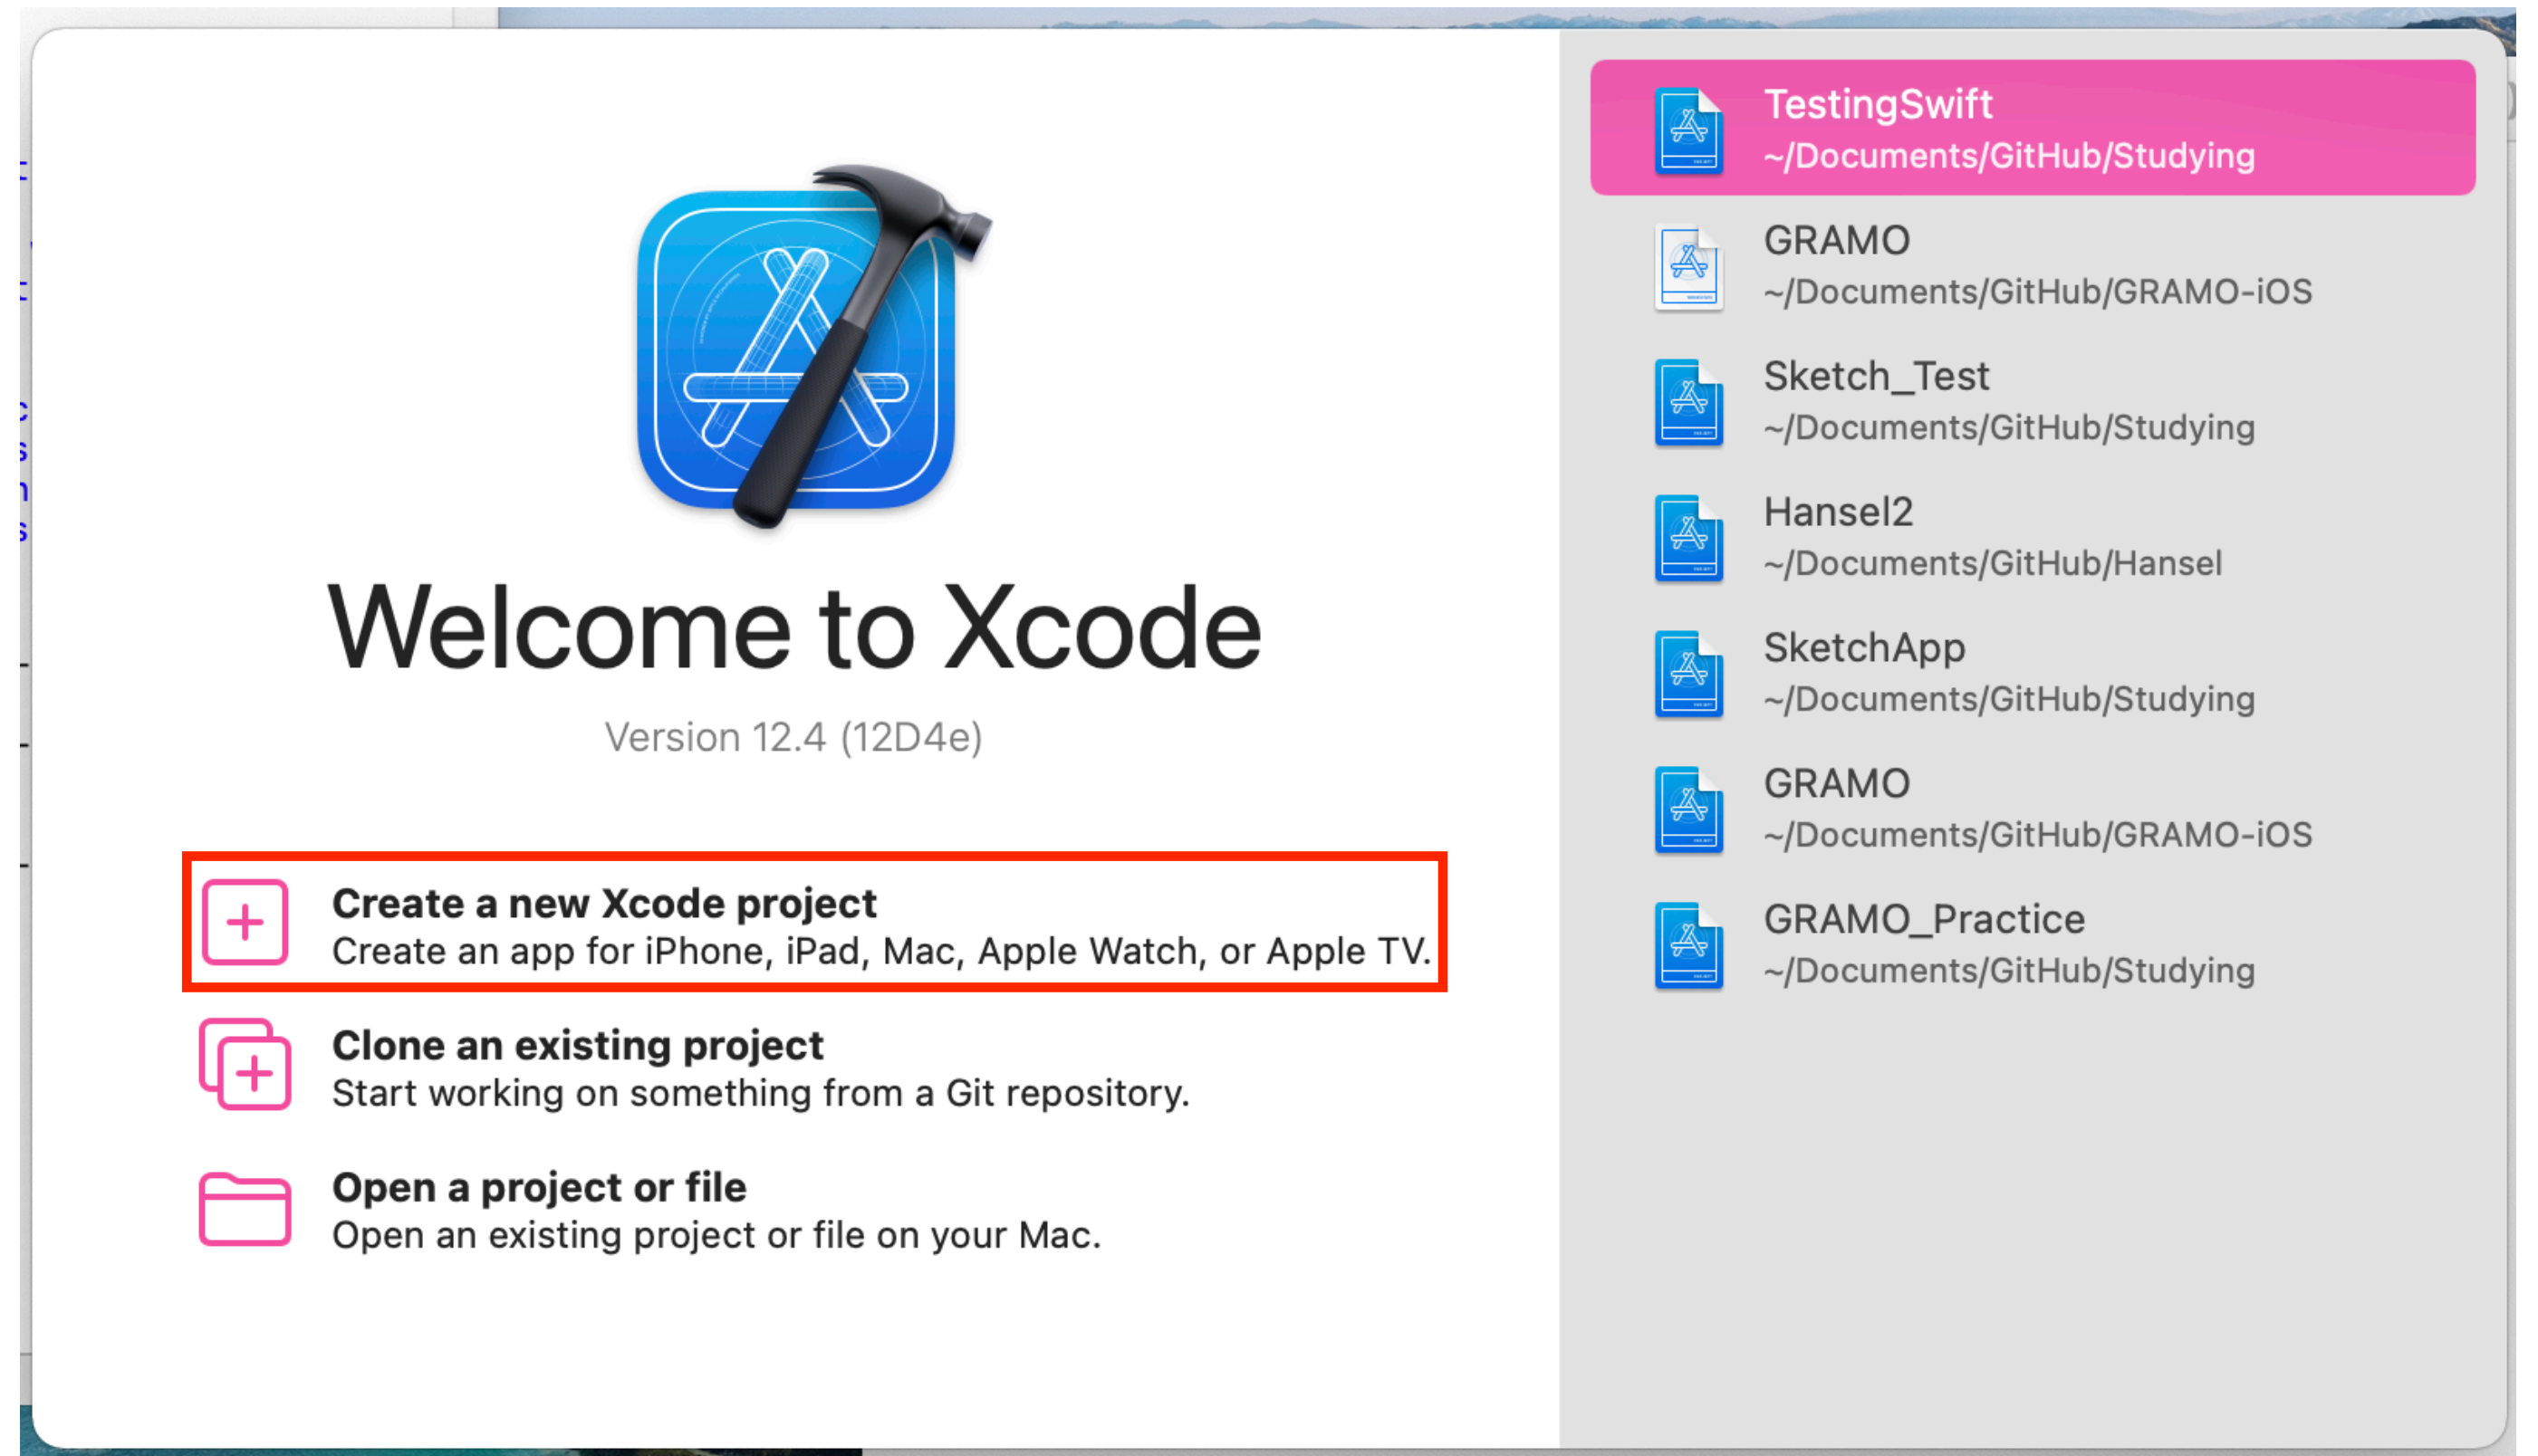 Welcome to Xcode
Version 12.4 (12D4e)
Create a new Xcode project
Create an app for iPhone, iPad, Mac, Apple Watch, or Apple TV.
Clone an existing project
Start working on something from a Git repository.
Open a project or file
Open an existing project or file on your Mac.
TestingSwift
~/Documents/GitHub/Studying
GRAMO
~/Documents/GitHub/GRAMO-iOS
Sketch_Test
~/Documents/GitHub/Studying
Hansel2
~/Documents/GitHub/Hansel
SketchApp
~/Documents/GitHub/Studying
GRAMO
~/Documents/GitHub/GRAMO-iOS
GRAMO_Practice
~/Documents/GitHub/Studying